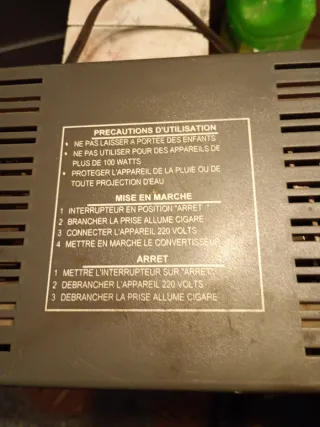 PRECAUTIONS D'UTILISATION
• NE PAS LAISSER A PORTEE DES ENFANTS
• NE PAS UTILISER POUR DES APPAREILS DE
PLUS DE 100 WATTS
• PROTEGER L'APPAREIL DE LA PLUIE OU DE
TOUTE PROJECTION D'EAU
MISE EN MARCHE
1 INTERRUPTEUR EN POSITION "ARRET"
2 BRANCHER LA PRISE ALLUME CIGARE
3 CONNECTER L'APPAREIL 220 VOLTS
4 METTRE EN MARCHE LE CONVERTISSEUR
ARRET
1 METTRE L'INTERRUPTEUR SUR "ARRET"
2 DEBRANCHER L'APPAREIL 220 VOLTS
3 DEBRANCHER LA PRISE ALLUME CIGARE